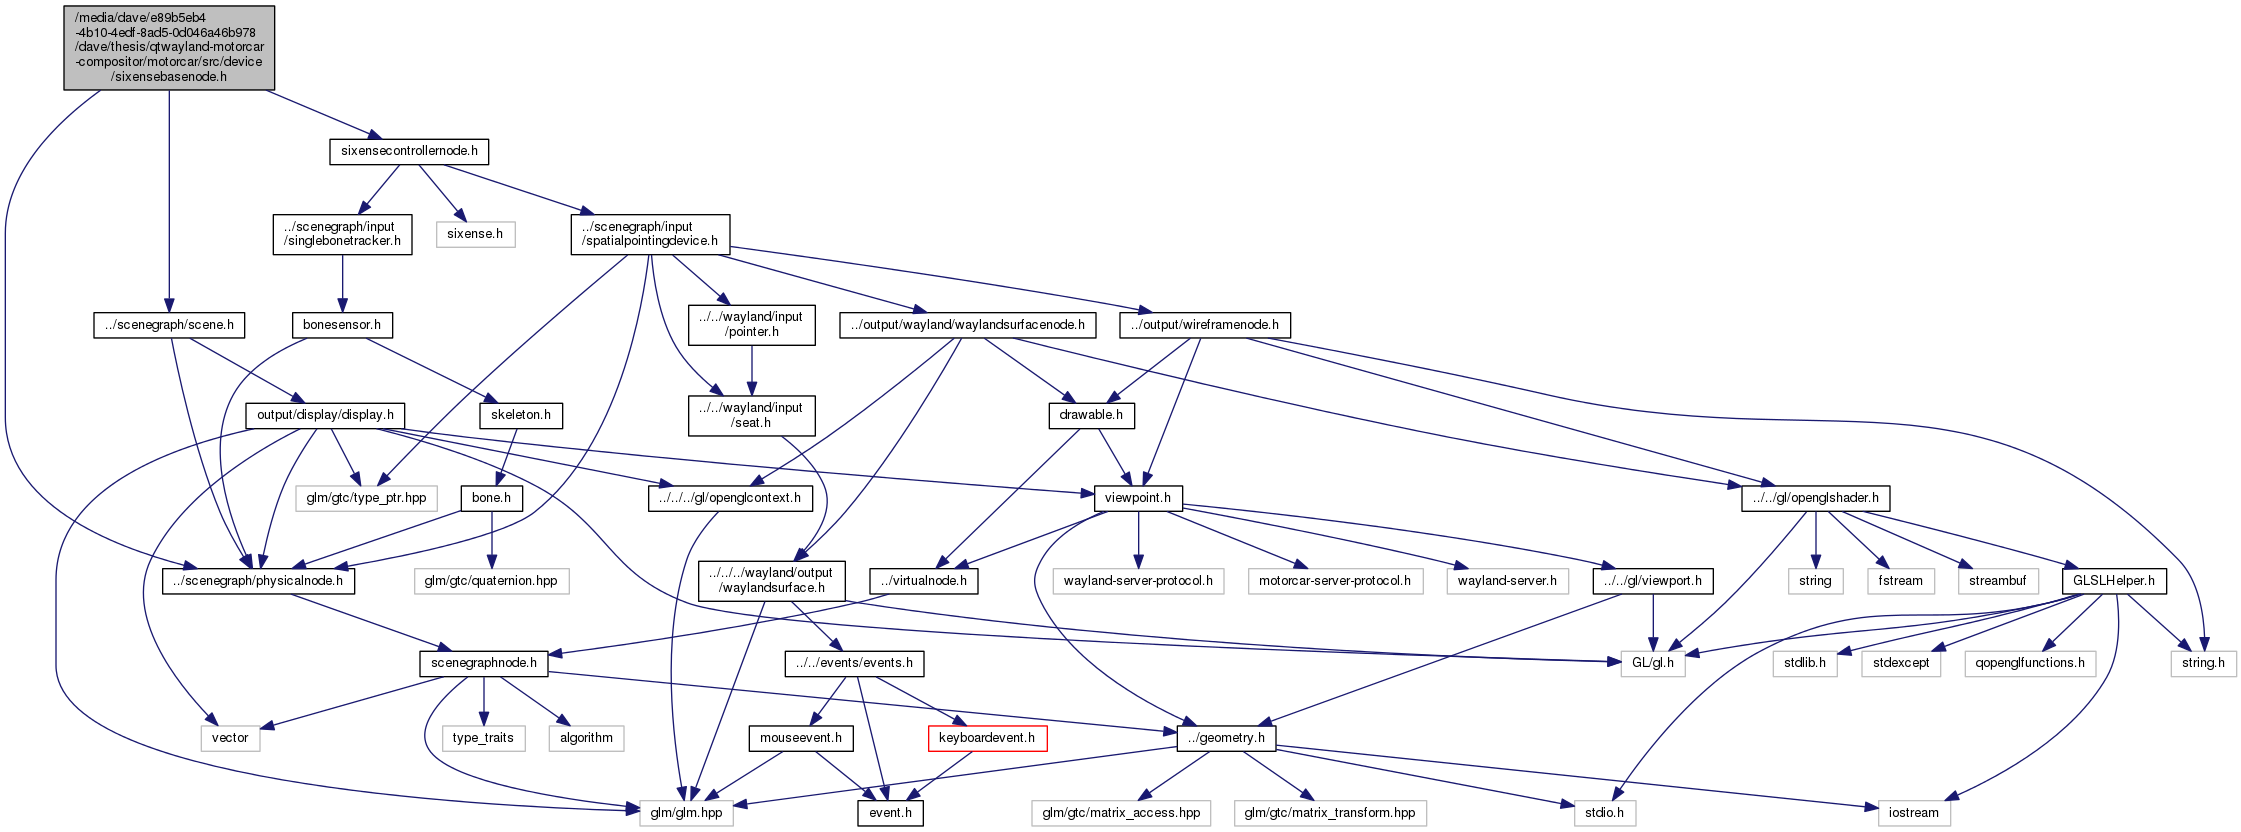 /media/dave/e89b5eb4
-4b10-4edf-8ad5-0d046a46b978
/dave/thesis/qtwayland-motorcar
-compositor/motorcar/src/device
/sixensebasenode.h
sixensecontrollernode.h
../scenegraph/input
/singlebonetracker.h
sixense.h
../scenegraph/input
/spatialpointingdevice.h
../scenegraph/scene.h
bonesensor.h
../../wayland/input
/pointer.h
../output/wayland/waylandsurfacenode.h
../output/wireframenode.h
output/display/display.h
skeleton.h
../../wayland/input
/seat.h
drawable.h
glm/gtc/type_ptr.hpp
bone.h
../../../gl/openglcontext.h
viewpoint.h
../../gl/openglshader.h
../scenegraph/physicalnode.h
glm/gtc/quaternion.hpp
../../../wayland/output
/waylandsurface.h
../virtualnode.h
wayland-server-protocol.h
motorcar-server-protocol.h
wayland-server.h
../../gl/viewport.h
string
fstream
streambuf
GLSLHelper.h
scenegraphnode.h
../../events/events.h
GL/gl.h
stdlib.h
stdexcept
qopenglfunctions.h
string.h
vector
type_traits
algorithm
mouseevent.h
keyboardevent.h
../geometry.h
glm/glm.hpp
event.h
glm/gtc/matrix_access.hpp
glm/gtc/matrix_transform.hpp
stdio.h
iostream